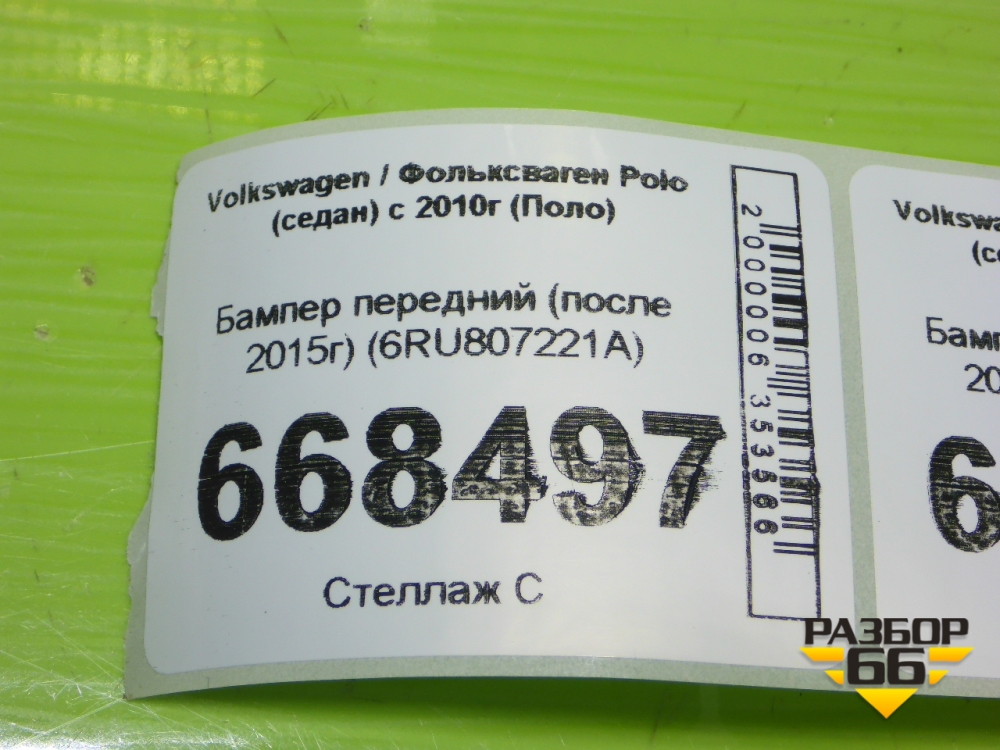 Volkswagen / Фольксваген Polo
(седан) с 2010г (Поло)
Бампер передний (после
2015г) (6RU807221A)
668497
Стеллаж С
2000006353566
Volkswa
(се
Бамп
20
6
РАЗБОР
66